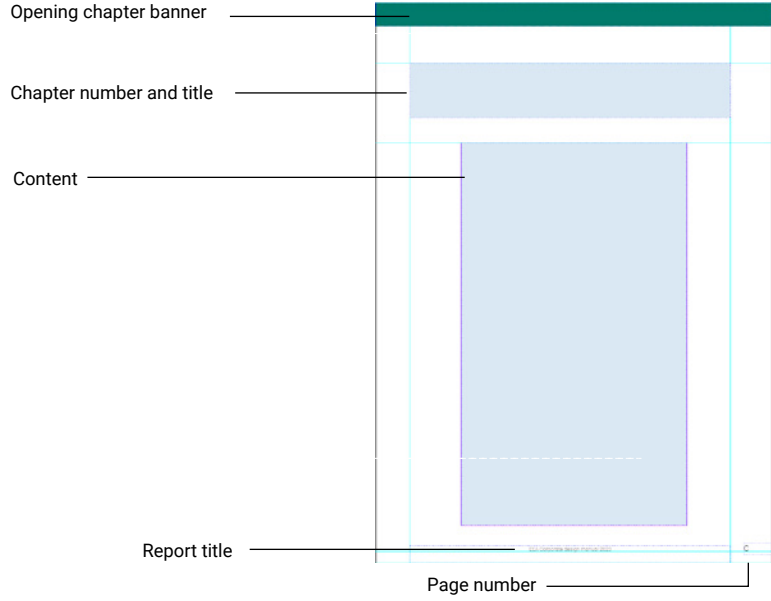 Opening chapter banner
Chapter number and title
Content
Report title
C
Page number